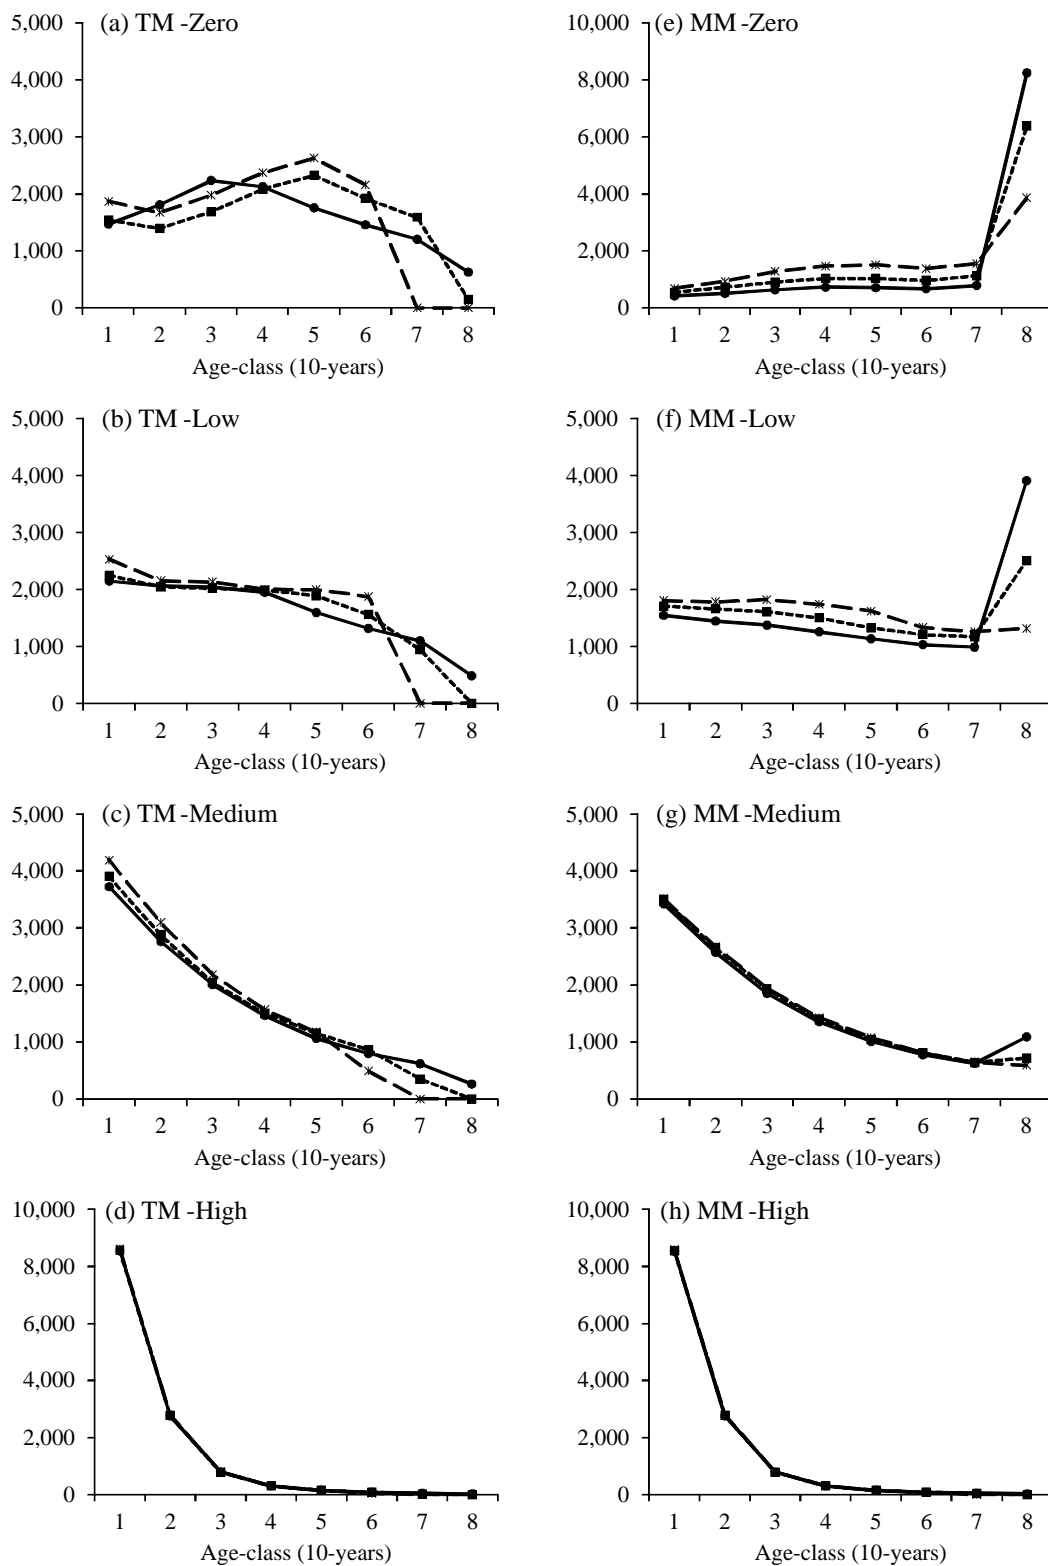 (a) TM -Zero
5,000
4,000
3,000
2,000
1,000
0
1 2 3 4 5 6 7 8
Age-class (10-years)
(e) MM -Zero
10,000
8,000
6,000
4,000
2,000
0
1 2 3 4 5 6 7 8
Age-class (10-years)
(b) TM -Low
5,000
4,000
3,000
2,000
1,000
0
1 2 3 4 5 6 7 8
Age-class (10-years)
(f) MM -Low
5,000
4,000
3,000
2,000
1,000
0
1 2 3 4 5 6 7 8
Age-class (10-years)
(c) TM -Medium
5,000
4,000
3,000
2,000
1,000
0
1 2 3 4 5 6 7 8
Age-class (10-years)
(g) MM -Medium
5,000
4,000
3,000
2,000
1,000
0
1 2 3 4 5 6 7 8
Age-class (10-years)
(d) TM -High
10,000
8,000
6,000
4,000
2,000
0
1 2 3 4 5 6 7 8
Age-class (10-years)
(h) MM -High
10,000
8,000
6,000
4,000
2,000
0
1 2 3 4 5 6 7 8
Age-class (10-years)